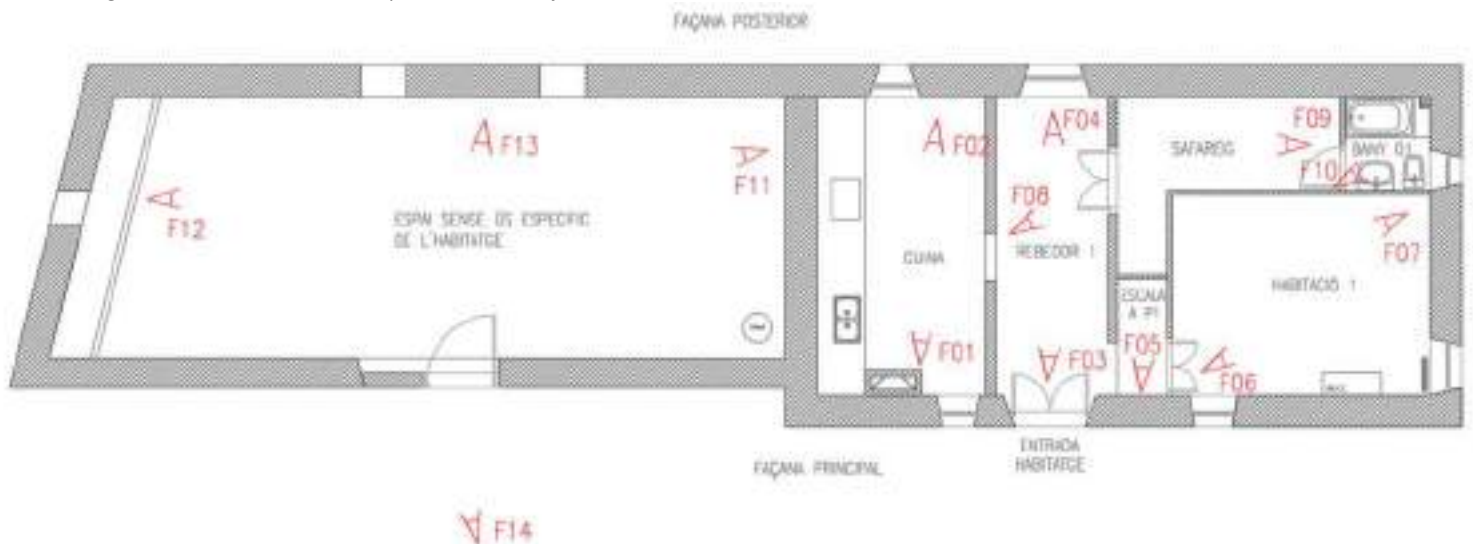 FAÇANA POSTERIOR
F13
F02
F04
F09
SAFAREIG
BANY 01
F10
F11
F12
F08
ESPAI SENSE ÚS ESPECÍFIC
DE L'HABITATGE
CUINA
REBEDOR 1
F07
HABITACIÓ 1
ESCALA
A P1
F01
F03
F05
F06
ENTRADA
HABITATGE
FAÇANA PRINCIPAL
F14